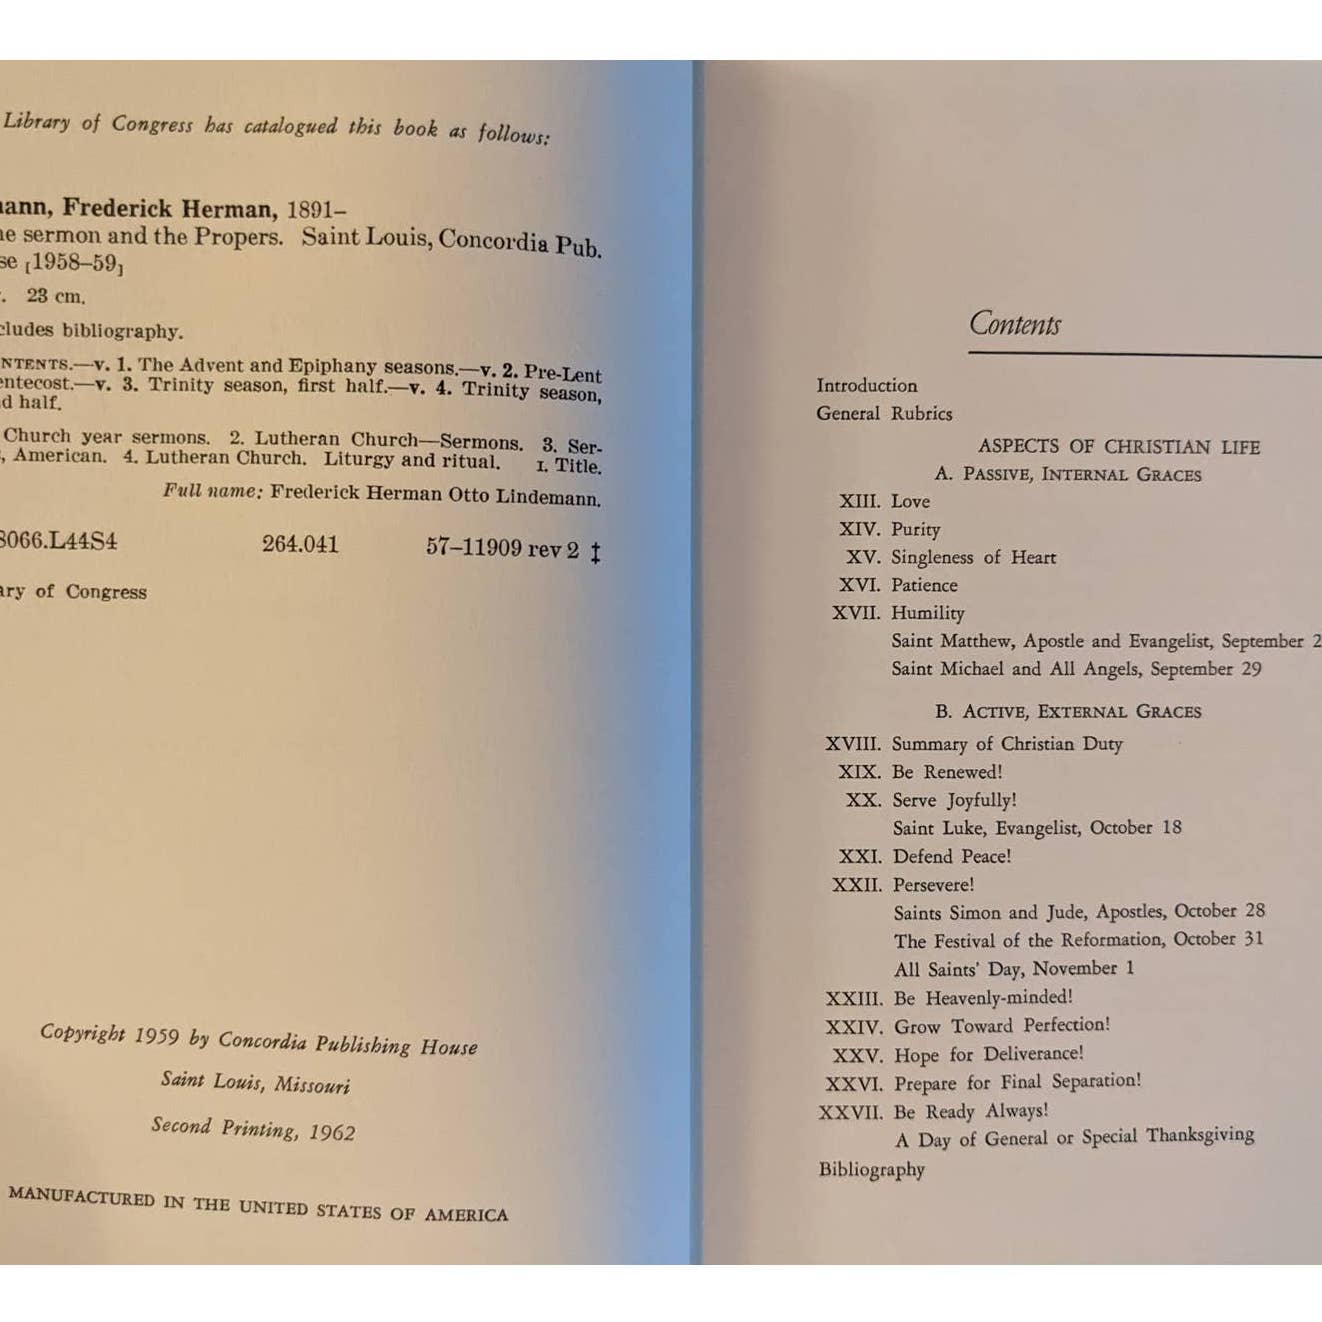 Library of Congress has catalogued this book as follows:
mann, Frederick Herman, 1891–
he sermon and the Propers. Saint Louis, Concordia Pub.
se [1958–59]
. 23 cm.
cludes bibliography.
NTENTS.—v. 1. The Advent and Epiphany seasons.—v. 2. Pre-Lent
entecost.—v. 3. Trinity season, first half.—v. 4. Trinity season,
d half.
Church year sermons. 2. Lutheran Church—Sermons. 3. Ser-
, American. 4. Lutheran Church. Liturgy and ritual. I. Title.
Full name: Frederick Herman Otto Lindemann.
8066.L44S4 264.041 57–11909 rev 2 ‡
ary of Congress
Copyright 1959 by Concordia Publishing House
Saint Louis, Missouri
Second Printing, 1962
MANUFACTURED IN THE UNITED STATES OF AMERICA
Contents
Introduction
General Rubrics
ASPECTS OF CHRISTIAN LIFE
A. PASSIVE, INTERNAL GRACES
XIII. Love
XIV. Purity
XV. Singleness of Heart
XVI. Patience
XVII. Humility
Saint Matthew, Apostle and Evangelist, September 2
Saint Michael and All Angels, September 29
B. ACTIVE, EXTERNAL GRACES
XVIII. Summary of Christian Duty
XIX. Be Renewed!
XX. Serve Joyfully!
Saint Luke, Evangelist, October 18
XXI. Defend Peace!
XXII. Persevere!
Saints Simon and Jude, Apostles, October 28
The Festival of the Reformation, October 31
All Saints' Day, November 1
XXIII. Be Heavenly-minded!
XXIV. Grow Toward Perfection!
XXV. Hope for Deliverance!
XXVI. Prepare for Final Separation!
XXVII. Be Ready Always!
A Day of General or Special Thanksgiving
Bibliography